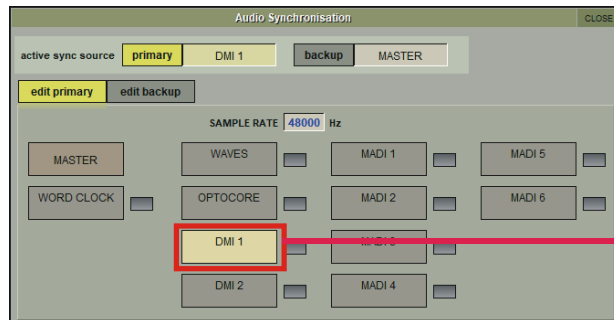 Audio Synchronisation CLOSE
active sync source primary DMI 1 backup MASTER
edit primary edit backup
SAMPLE RATE 48000 Hz
MASTER WAVES MADI 1 MADI 5
WORD CLOCK OPTOCORE MADI 2 MADI 6
DMI 1
DMI 2 MADI 4